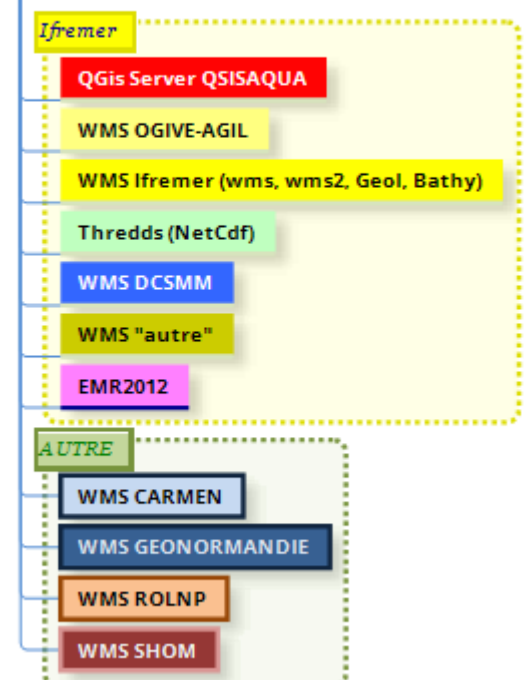 Ifremer
QGis Server QSISAQUA
WMS OGIVE-AGIL
WMS Ifremer (wms, wms2, Geol, Bathy)
Thredds (NetCdf)
WMS DCSMM
WMS "autre"
EMR2012
AUTRE
WMS CARMEN
WMS GEONORMANDIE
WMS ROLNP
WMS SHOM